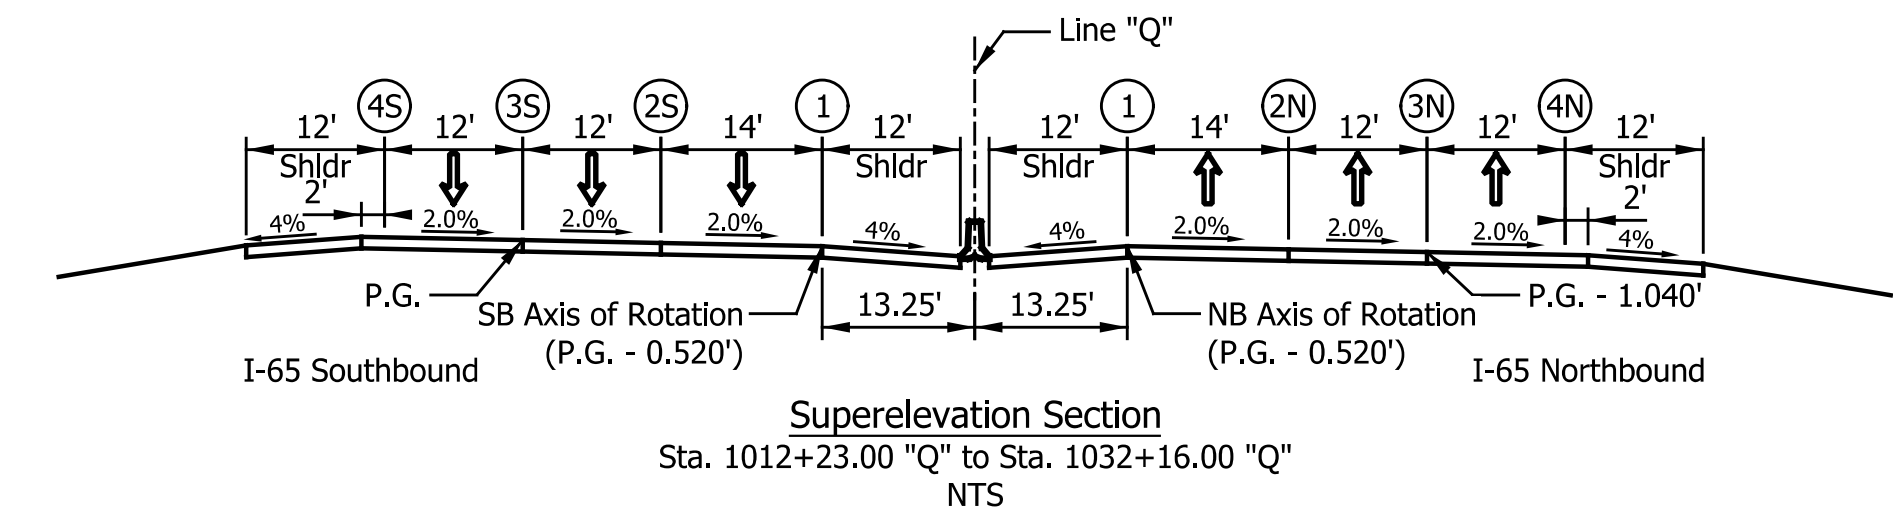 Line "Q"
4S 3S 2S 1 1 2N 3N 4N
12' 12' 12' 14' 12' 12' 14' 12' 12' 12'
Shldr Shldr Shldr Shldr
2' 2'
4% 2.0% 2.0% 2.0% 4% 4% 2.0% 2.0% 2.0% 4%
P.G. 13.25' 13.25' P.G. - 1.040'
SB Axis of Rotation NB Axis of Rotation
(P.G. - 0.520') (P.G. - 0.520')
I-65 Southbound I-65 Northbound
Superelevation Section
Sta. 1012+23.00 "Q" to Sta. 1032+16.00 "Q"
NTS